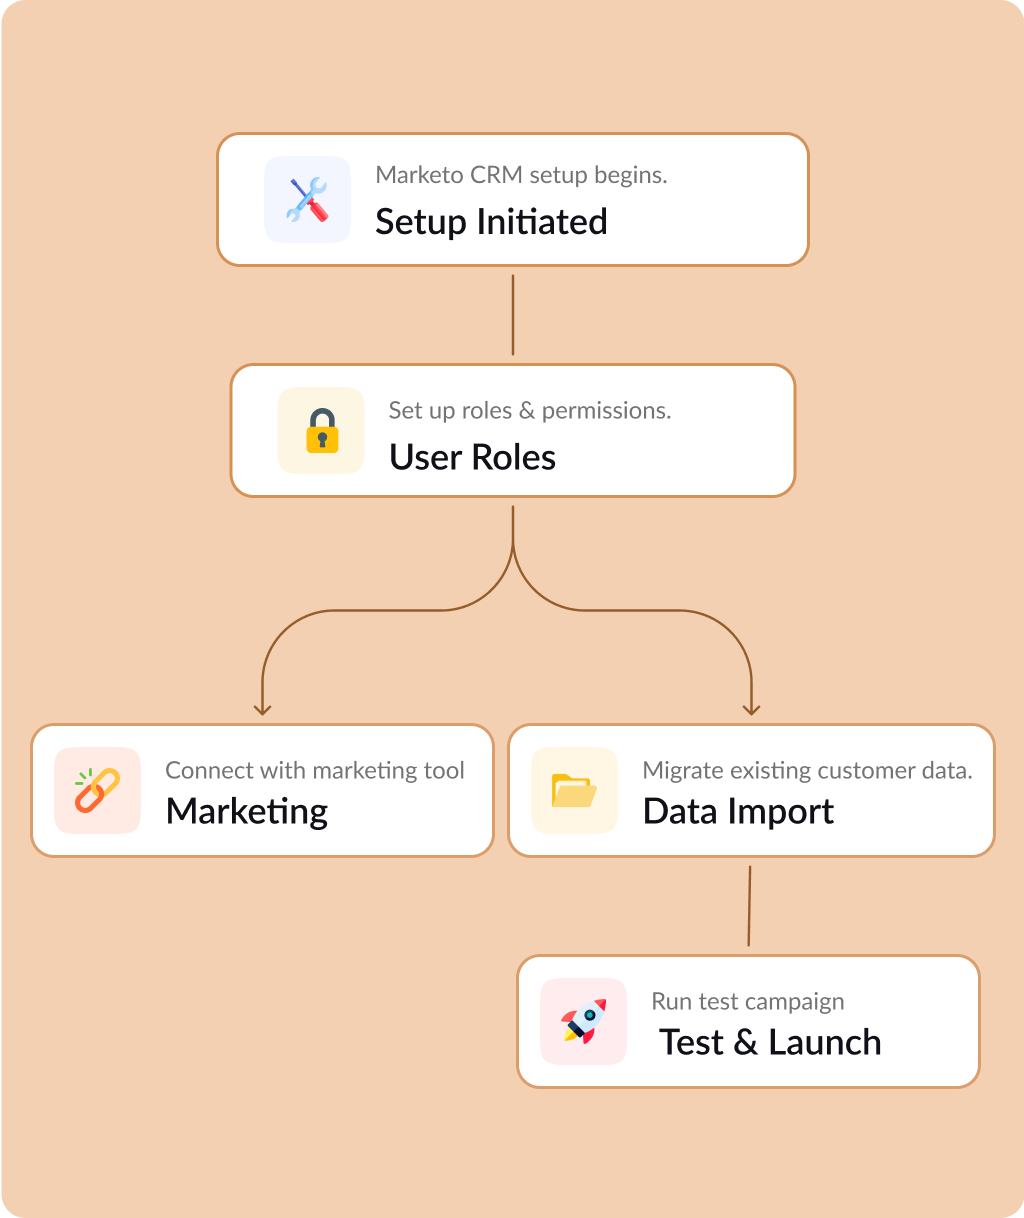 Marketo CRM setup begins.
Setup Initiated
Set up roles & permissions.
User Roles
Connect with marketing tool
Marketing
Migrate existing customer data.
Data Import
Run test campaign
Test & Launch